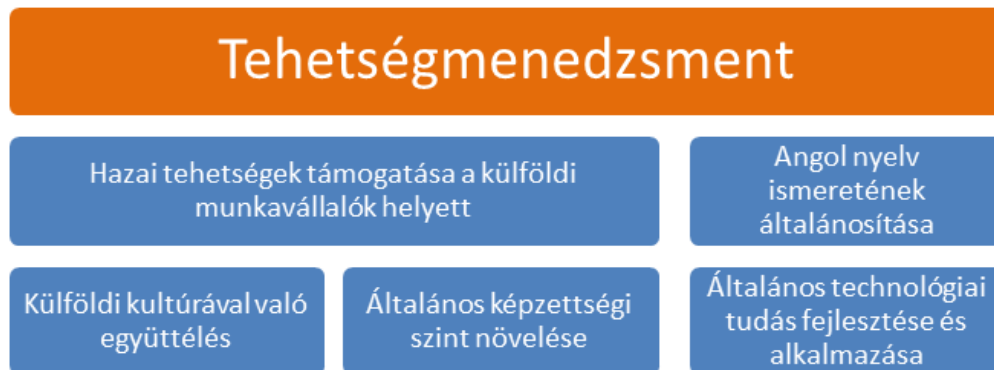 Tehetségmenedzsment
Hazai tehetségek támogatása a külföldi
munkavállalók helyett
Angol nyelv
ismeretének
általánosítása
Külföldi kultúrával való
együttélés
Általános képzettségi
szint növelése
Általános technológiai
tudás fejlesztése és
alkalmazása